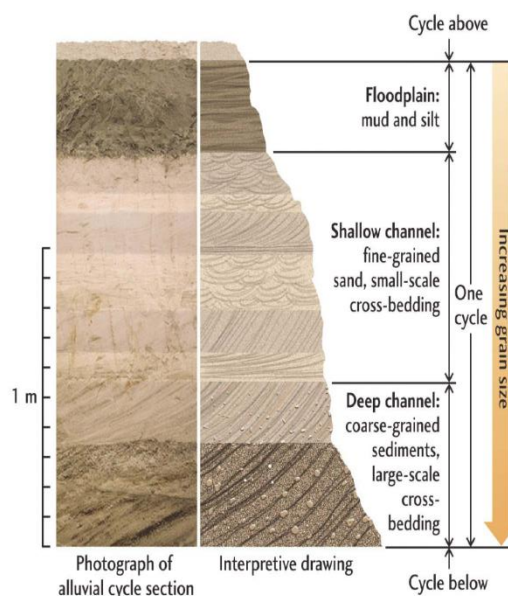 Cycle above
Floodplain:
mud and silt
Shallow channel:
fine-grained
sand, small-scale
cross-bedding
One
cycle
Increasing grain size
1 m
Deep channel:
coarse-grained
sediments,
large-scale
cross-
bedding
Photograph of
alluvial cycle section
Interpretive drawing
Cycle below